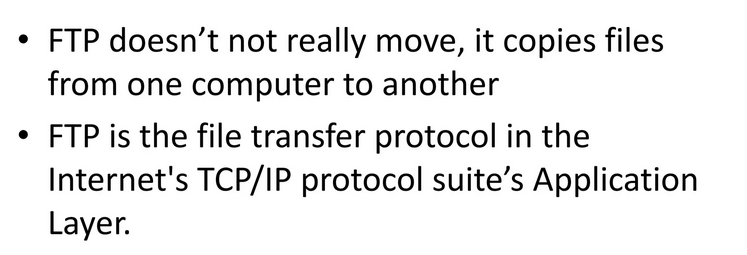 • FTP doesn’t not really move, it copies files
from one computer to another
• FTP is the file transfer protocol in the
Internet's TCP/IP protocol suite’s Application
Layer.